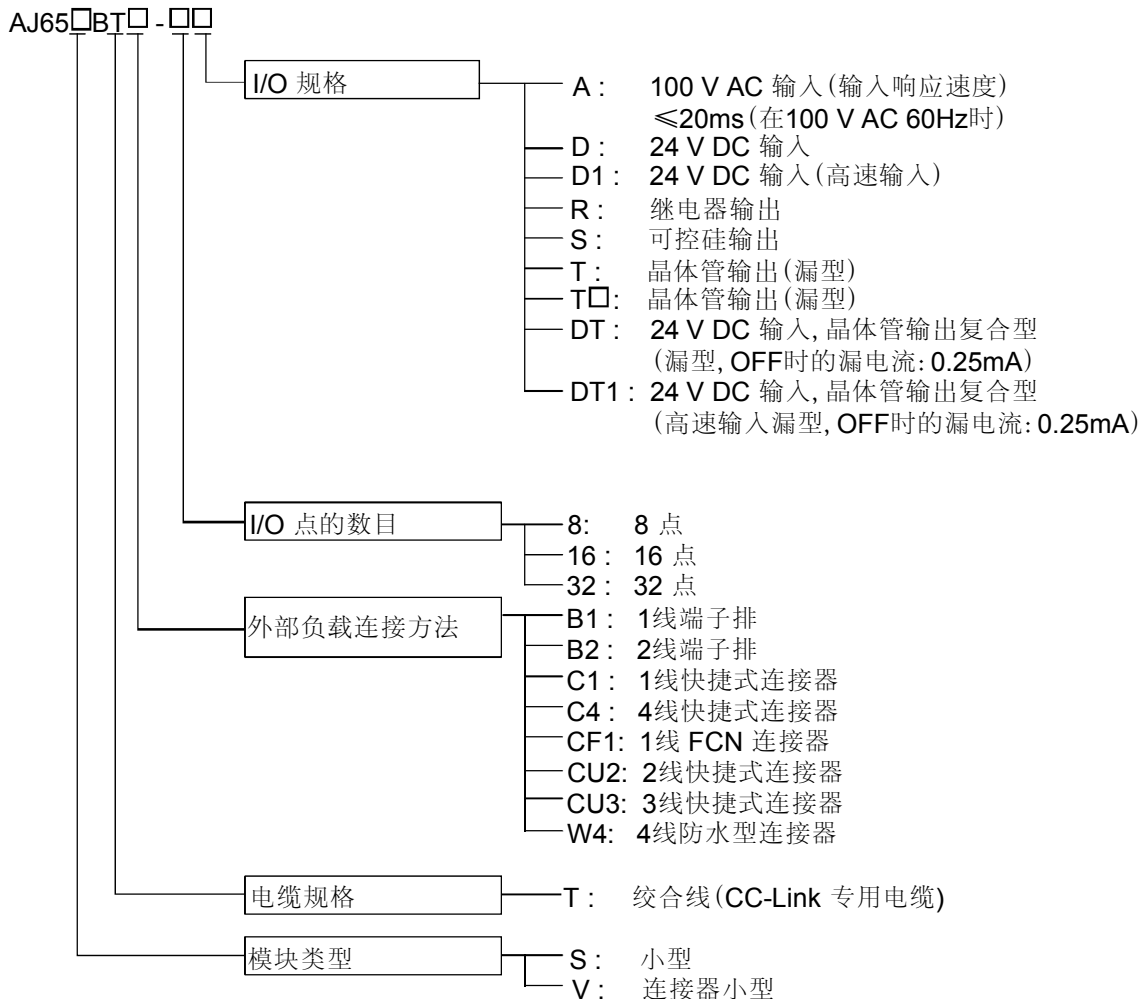 AJ65□BT□ - □□
I/O 规格
A : 100 V AC 输入(输入响应速度)
≤20ms(在100 V AC 60Hz时)
D : 24 V DC 输入
D1 : 24 V DC 输入(高速输入)
R : 继电器输出
S : 可控硅输出
T : 晶体管输出(漏型)
T□: 晶体管输出(漏型)
DT : 24 V DC 输入, 晶体管输出复合型
(漏型, OFF时的漏电流: 0.25mA)
DT1 : 24 V DC 输入, 晶体管输出复合型
(高速输入漏型, OFF时的漏电流: 0.25mA)
I/O 点的数目
8: 8 点
16 : 16 点
32 : 32 点
外部负载连接方法
B1 : 1线端子排
B2 : 2线端子排
C1 : 1线快捷式连接器
C4 : 4线快捷式连接器
CF1: 1线 FCN 连接器
CU2: 2线快捷式连接器
CU3: 3线快捷式连接器
W4: 4线防水型连接器
电缆规格
T : 绞合线(CC-Link 专用电缆)
模块类型
S : 小型
V : 连接器小型